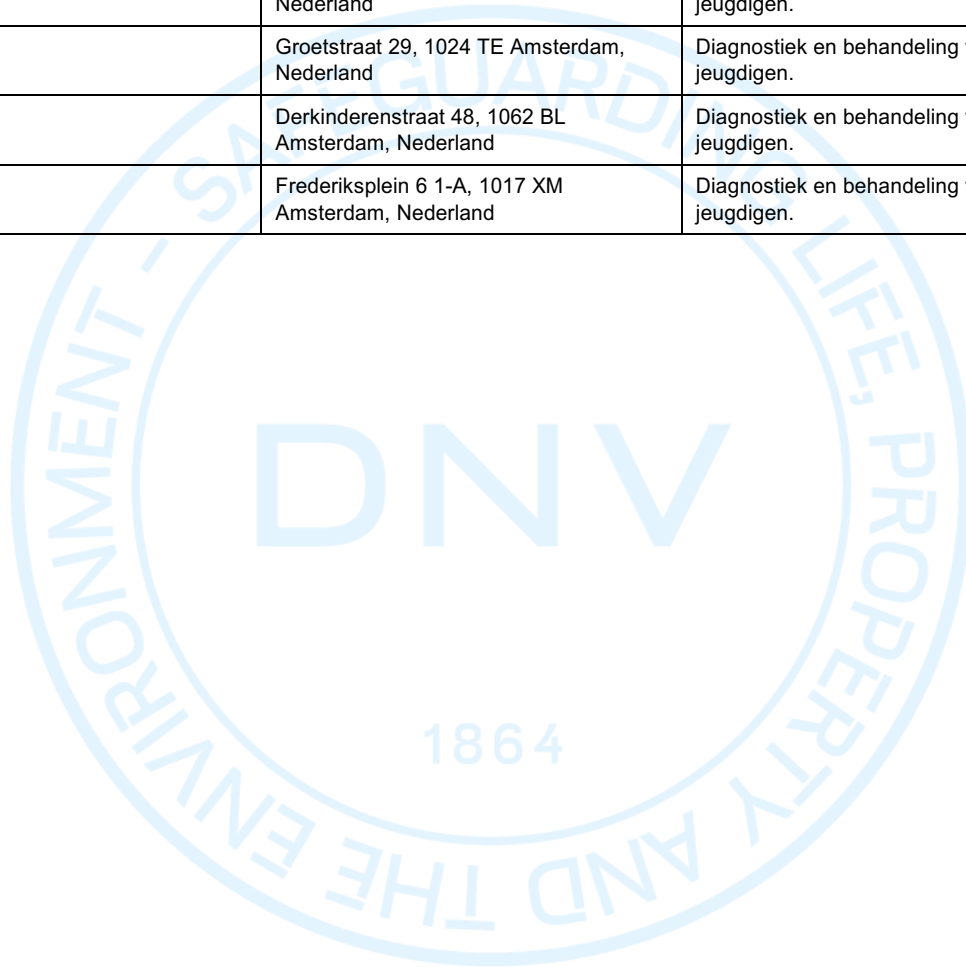 Nederland
jeugdigen.
Groetstraat 29, 1024 TE Amsterdam,
Nederland
Diagnostiek en behandeling
jeugdigen.
Derkinderenstraat 48, 1062 BL
Amsterdam, Nederland
Diagnostiek en behandeling
jeugdigen.
Frederiksplein 6 1-A, 1017 XM
Amsterdam, Nederland
Diagnostiek en behandeling
jeugdigen.
SAFEGUARDING LIFE, PROPERTY AND THE ENVIRONMENT -
DNV
1864